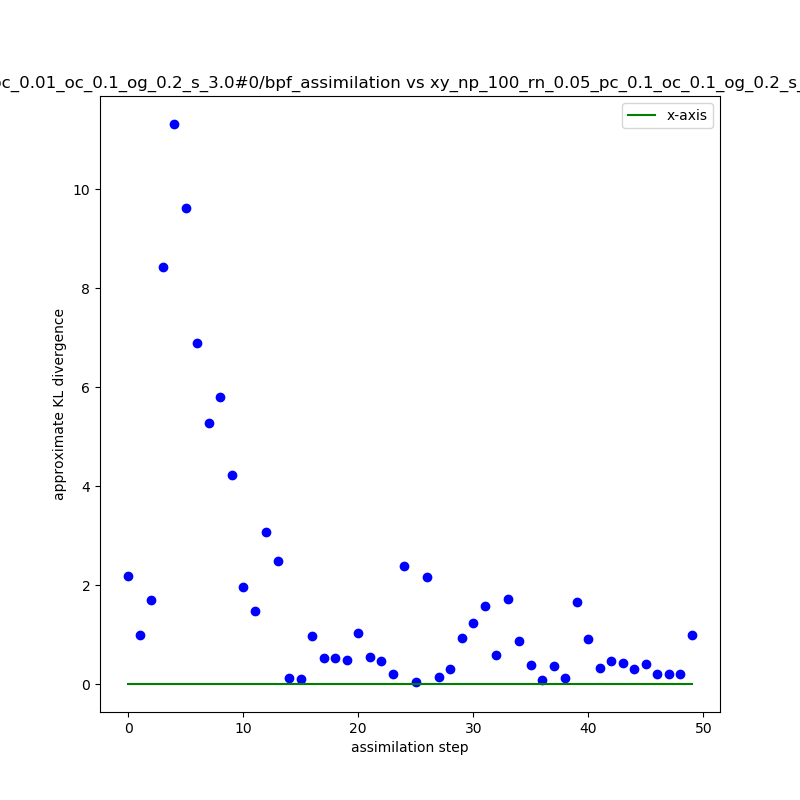 pc_0.01_oc_0.1_og_0.2_s_3.0#0/bpf_assimilation vs xy_np_100_rn_0.05_pc_0.1_oc_0.1_og_0.2_s_
x-axis
approximate KL divergence
10
8
6
4
2
0
0 10 20 30 40 50
assimilation step